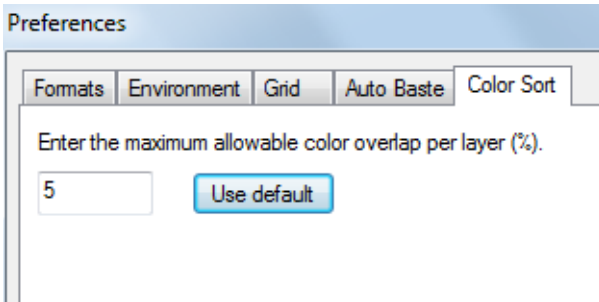 Preferences
Formats Environment Grid Auto Baste Color Sort
Enter the maximum allowable color overlap per layer (%).
5 Use default